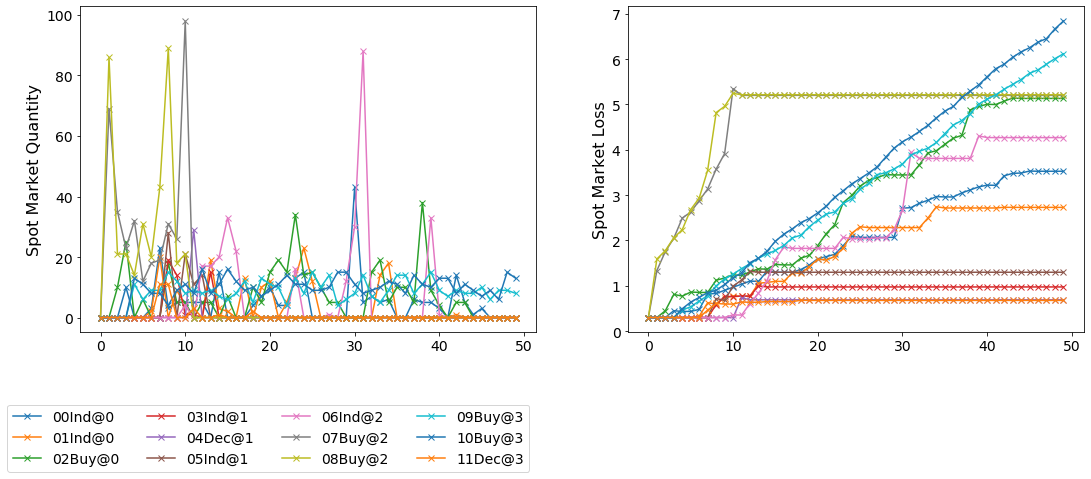 100
80
60
40
20
0
Spot Market Quantity
0 10 20 30 40 50
7
6
5
4
3
2
1
0
Spot Market Loss
0 10 20 30 40 50
00Ind@0 03Ind@1 06Ind@2 09Buy@3
01Ind@0 04Dec@1 07Buy@2 10Buy@3
02Buy@0 05Ind@1 08Buy@2 11Dec@3